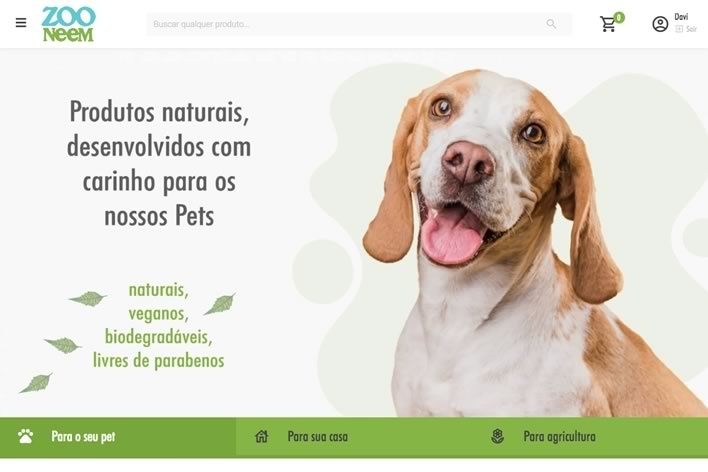 ZOO
NeeM
Buscar qualquer produto...
0
Davi
Sair
Produtos naturais,
desenvolvidos com
carinho para os
nossos Pets
naturais,
veganos,
biodegradáveis,
livres de parabenos
Para o seu pet
Para sua casa
Para agricultura